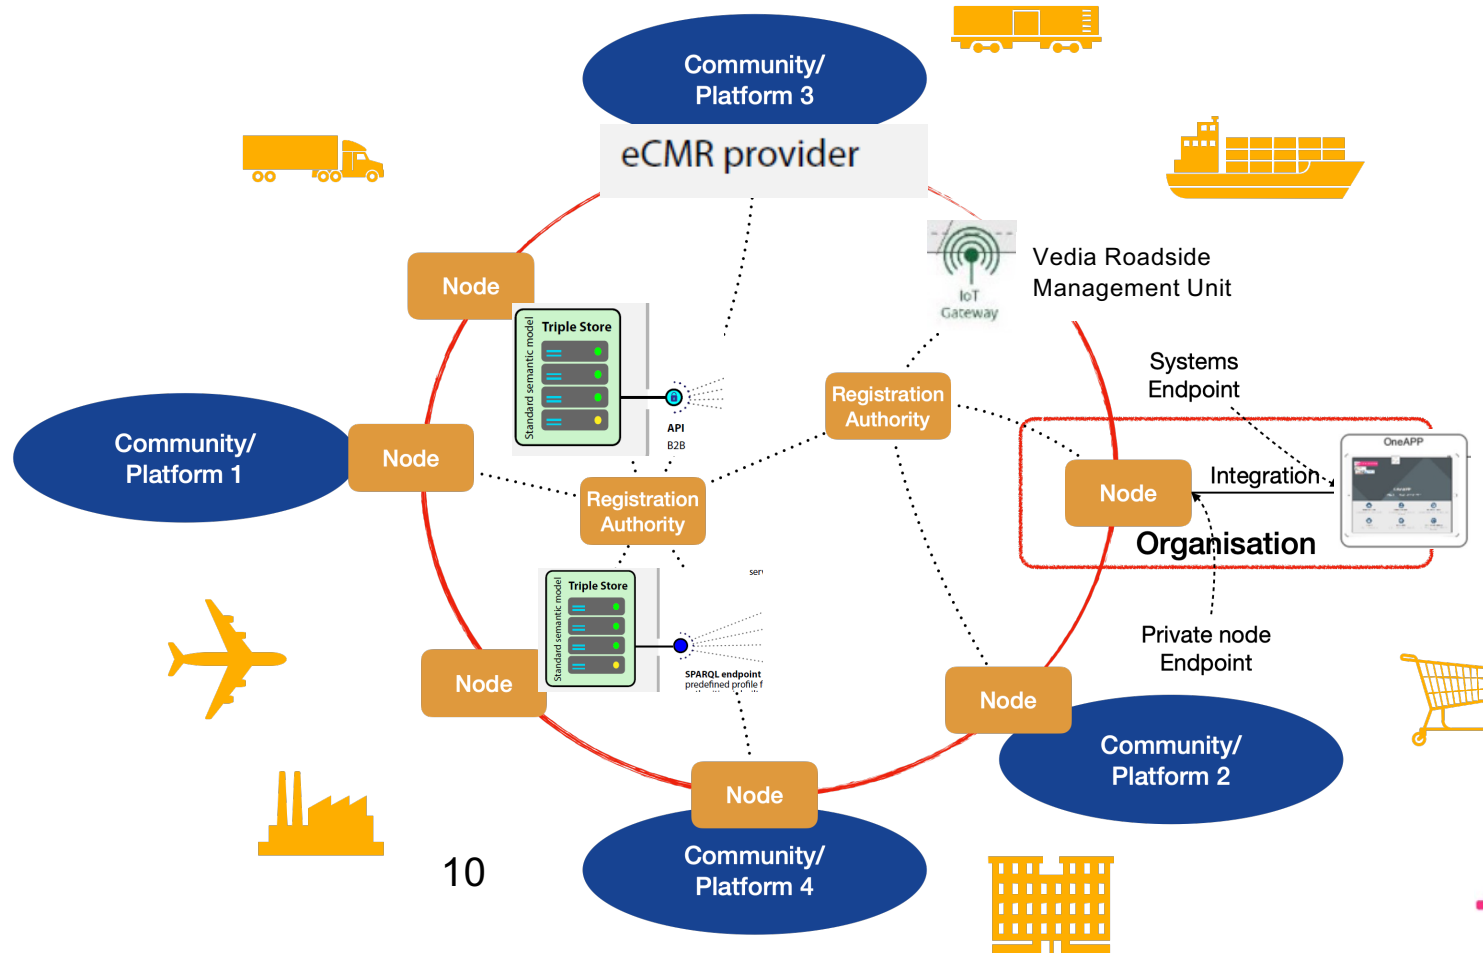 Community/
Platform 3
eCMR provider
Vedia Roadside
Management Unit
IoT
Gateway
Node
Standard semantic model
Triple Store
API
B2B
Systems
Endpoint
Registration
Authority
OneAPP
Community/
Platform 1
Node
Node
Integration
Organisation
Registration
Authority
Standard semantic model
Triple Store
SPARQL endpoint
predefined profile f
Private node
Endpoint
Node
Node
Community/
Platform 2
Node
Community/
Platform 4
10